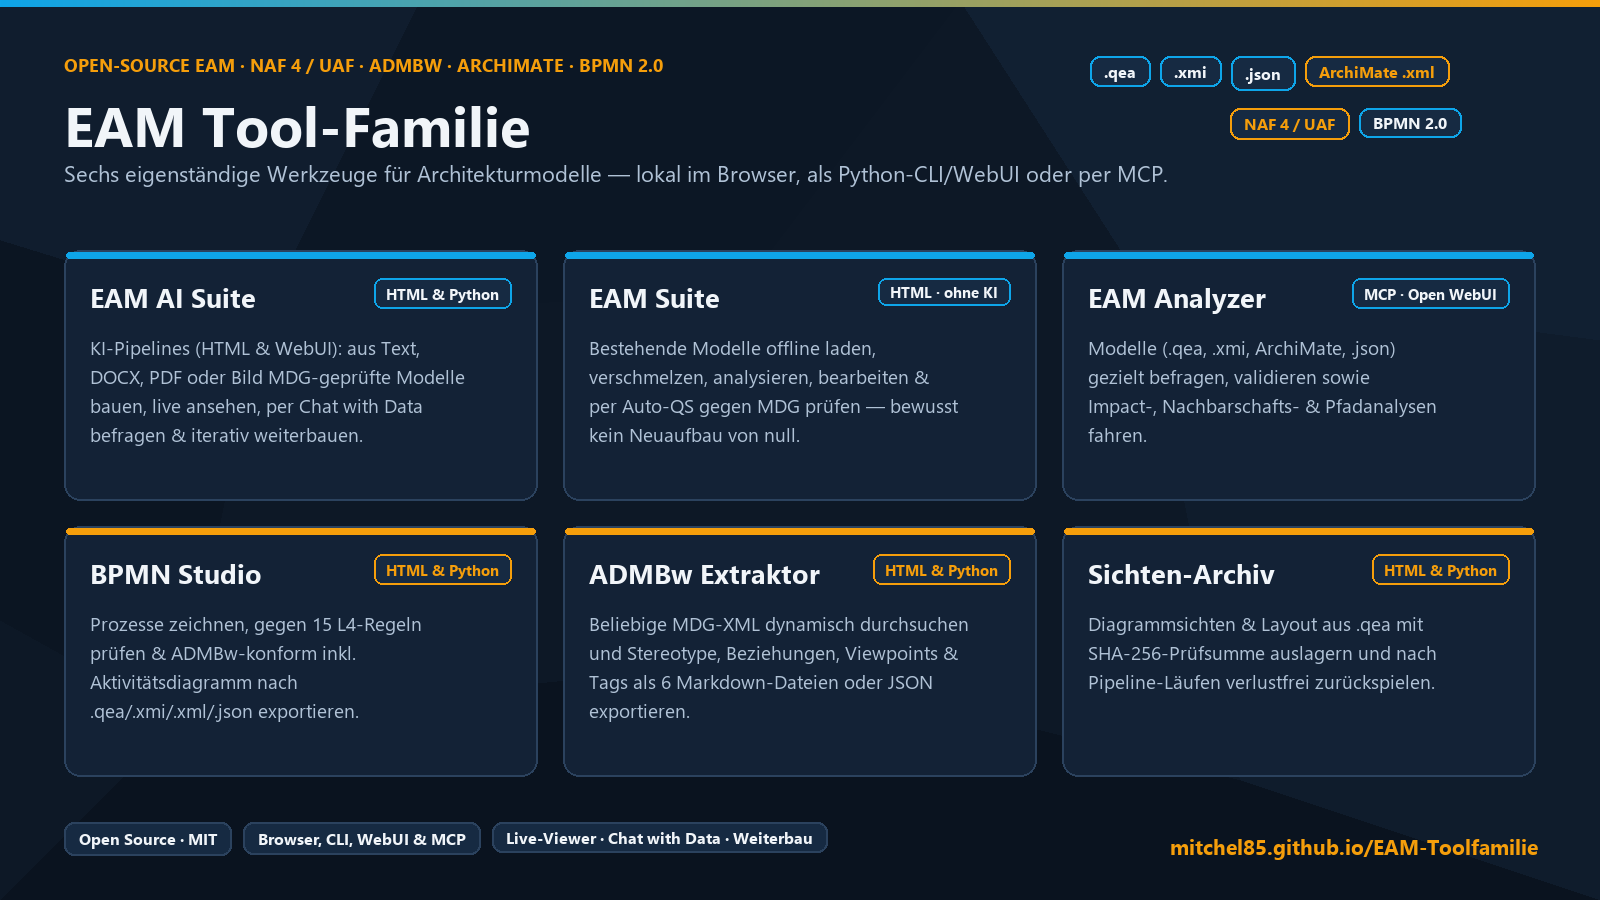 OPEN-SOURCE EAM · NAF 4 / UAF · ADMBW · ARCHIMATE · BPMN 2.0
.qea
.xmi
.json
ArchiMate .xml
NAF 4 / UAF
BPMN 2.0
EAM Tool-Familie
Sechs eigenständige Werkzeuge für Architekturmodelle — lokal im Browser, als Python-CLI/WebUI oder per MCP.
EAM AI Suite
HTML & Python
KI-Pipelines (HTML & WebUI): aus Text,
DOCX, PDF oder Bild MDG-geprüfte Modelle
bauen, live ansehen, per Chat with Data
befragen & iterativ weiterbauen.
EAM Suite
HTML · ohne KI
Bestehende Modelle offline laden,
verschmelzen, analysieren, bearbeiten &
per Auto-QS gegen MDG prüfen — bewusst
kein Neuaufbau von null.
EAM Analyzer
MCP · Open WebUI
Modelle (.qea, .xmi, ArchiMate, .json)
gezielt befragen, validieren sowie
Impact-, Nachbarschafts- & Pfadanalysen
fahren.
BPMN Studio
HTML & Python
Prozesse zeichnen, gegen 15 L4-Regeln
prüfen & ADMBw-konform inkl.
Aktivitätsdiagramm nach
.qea/.xmi/.xml/.json exportieren.
ADMBw Extraktor
HTML & Python
Beliebige MDG-XML dynamisch durchsuchen
und Stereotype, Beziehungen, Viewpoints &
Tags als 6 Markdown-Dateien oder JSON
exportieren.
Sichten-Archiv
HTML & Python
Diagrammsichten & Layout aus .qea mit
SHA-256-Prüfsumme auslagern und nach
Pipeline-Läufen verlustfrei zurückspielen.
Open Source · MIT
Browser, CLI, WebUI & MCP
Live-Viewer · Chat with Data · Weiterbau
mitchel85.github.io/EAM-Toolfamilie